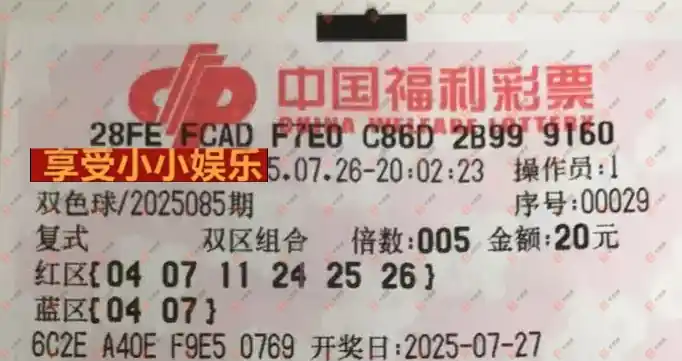 中国福利彩票
CHINA WELFARE LOTTERY
28FE FCAD F7E0 C86D 2B99 9160
享受小小娱乐 5.07.26-20:02:23 操作员:1
双色球/2025085期 序号:00029
复式 双区组合 倍数:005 金额:20元
红区{04 07 11 24 25 26}
蓝区{04 07}
6C2E A40E F9E5 0769 开奖日:2025-07-27